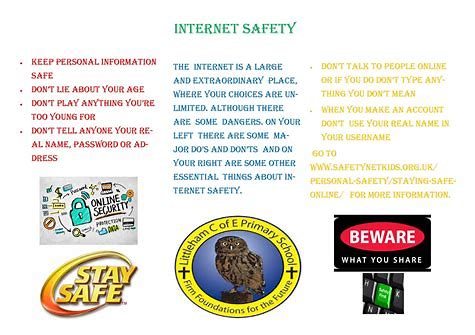 INTERNET SAFETY
• KEEP PERSONAL INFORMATION
SAFE
• DON'T LIE ABOUT YOUR AGE
• DON'T PLAY ANYTHING YOU'RE
TOO YOUNG FOR
• DON'T TELL ANYONE YOUR RE-
AL NAME, PASSWORD OR AD-
DRESS
THE INTERNET IS A LARGE
AND EXTRAORDINARY PLACE,
WHERE YOUR CHOICES ARE UN-
LIMITED. ALTHOUGH THERE
ARE SOME DANGERS. ON YOUR
LEFT THERE ARE SOME MA-
JOR DO'S AND DON'TS AND ON
YOUR RIGHT ARE SOME OTHER
ESSENTIAL THINGS ABOUT IN-
TERNET SAFETY.
• DON'T TALK TO PEOPLE ONLINE
OR IF YOU DO DON'T TYPE ANY-
THING YOU DON'T MEAN
• WHEN YOU MAKE AN ACCOUNT
DON'T USE YOUR REAL NAME IN
YOUR USERNAME
GO TO
WWW.SAFETYNETKIDS.ORG.UK/
PERSONAL-SAFETY/STAYING-SAFE-
ONLINE/ FOR MORE INFORMATION.
ONLINE
SECURITY
PROTECTION
DATA
STAY
SAFE
Littleham C of E Primary School
Firm Foundations for the Future
BEWARE
WHAT YOU SHARE